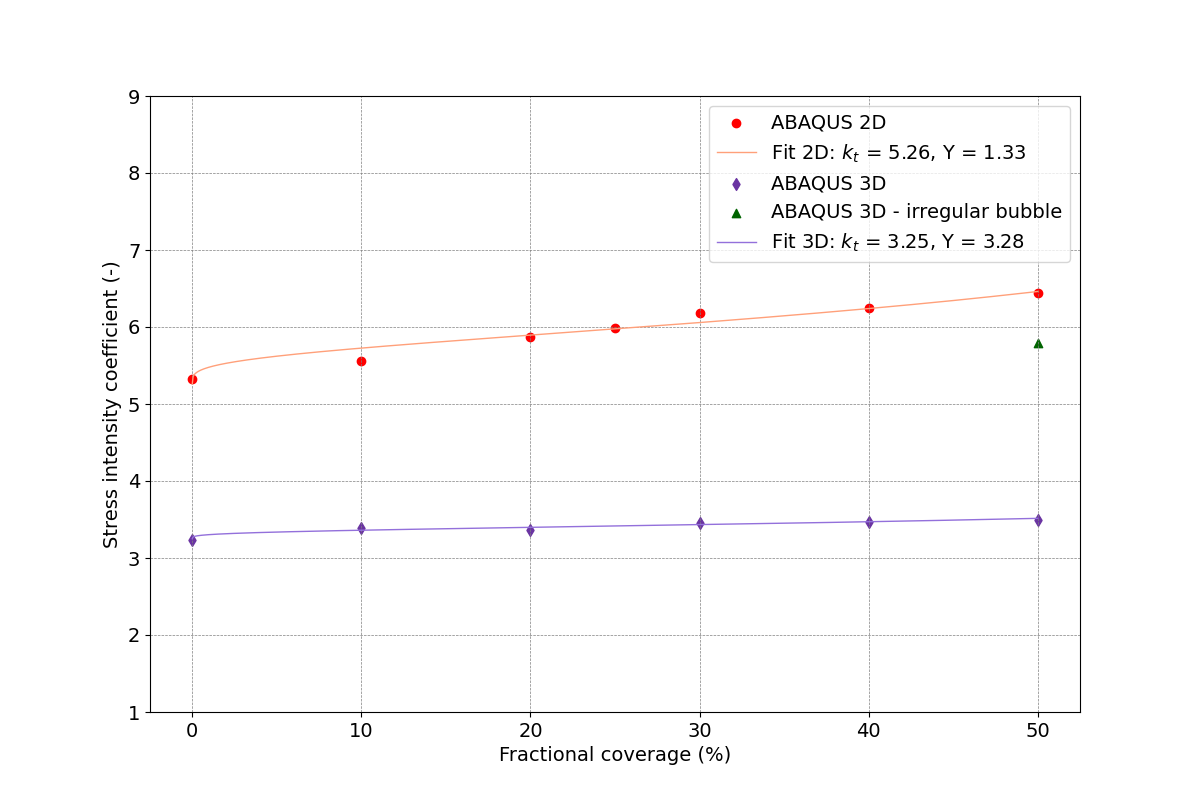 9
8
7
6
5
4
3
2
1
Stress intensity coefficient (-)
ABAQUS 2D
Fit 2D: kₜ = 5.26, Y = 1.33
ABAQUS 3D
ABAQUS 3D - irregular bubble
Fit 3D: kₜ = 3.25, Y = 3.28
0 10 20 30 40 50
Fractional coverage (%)